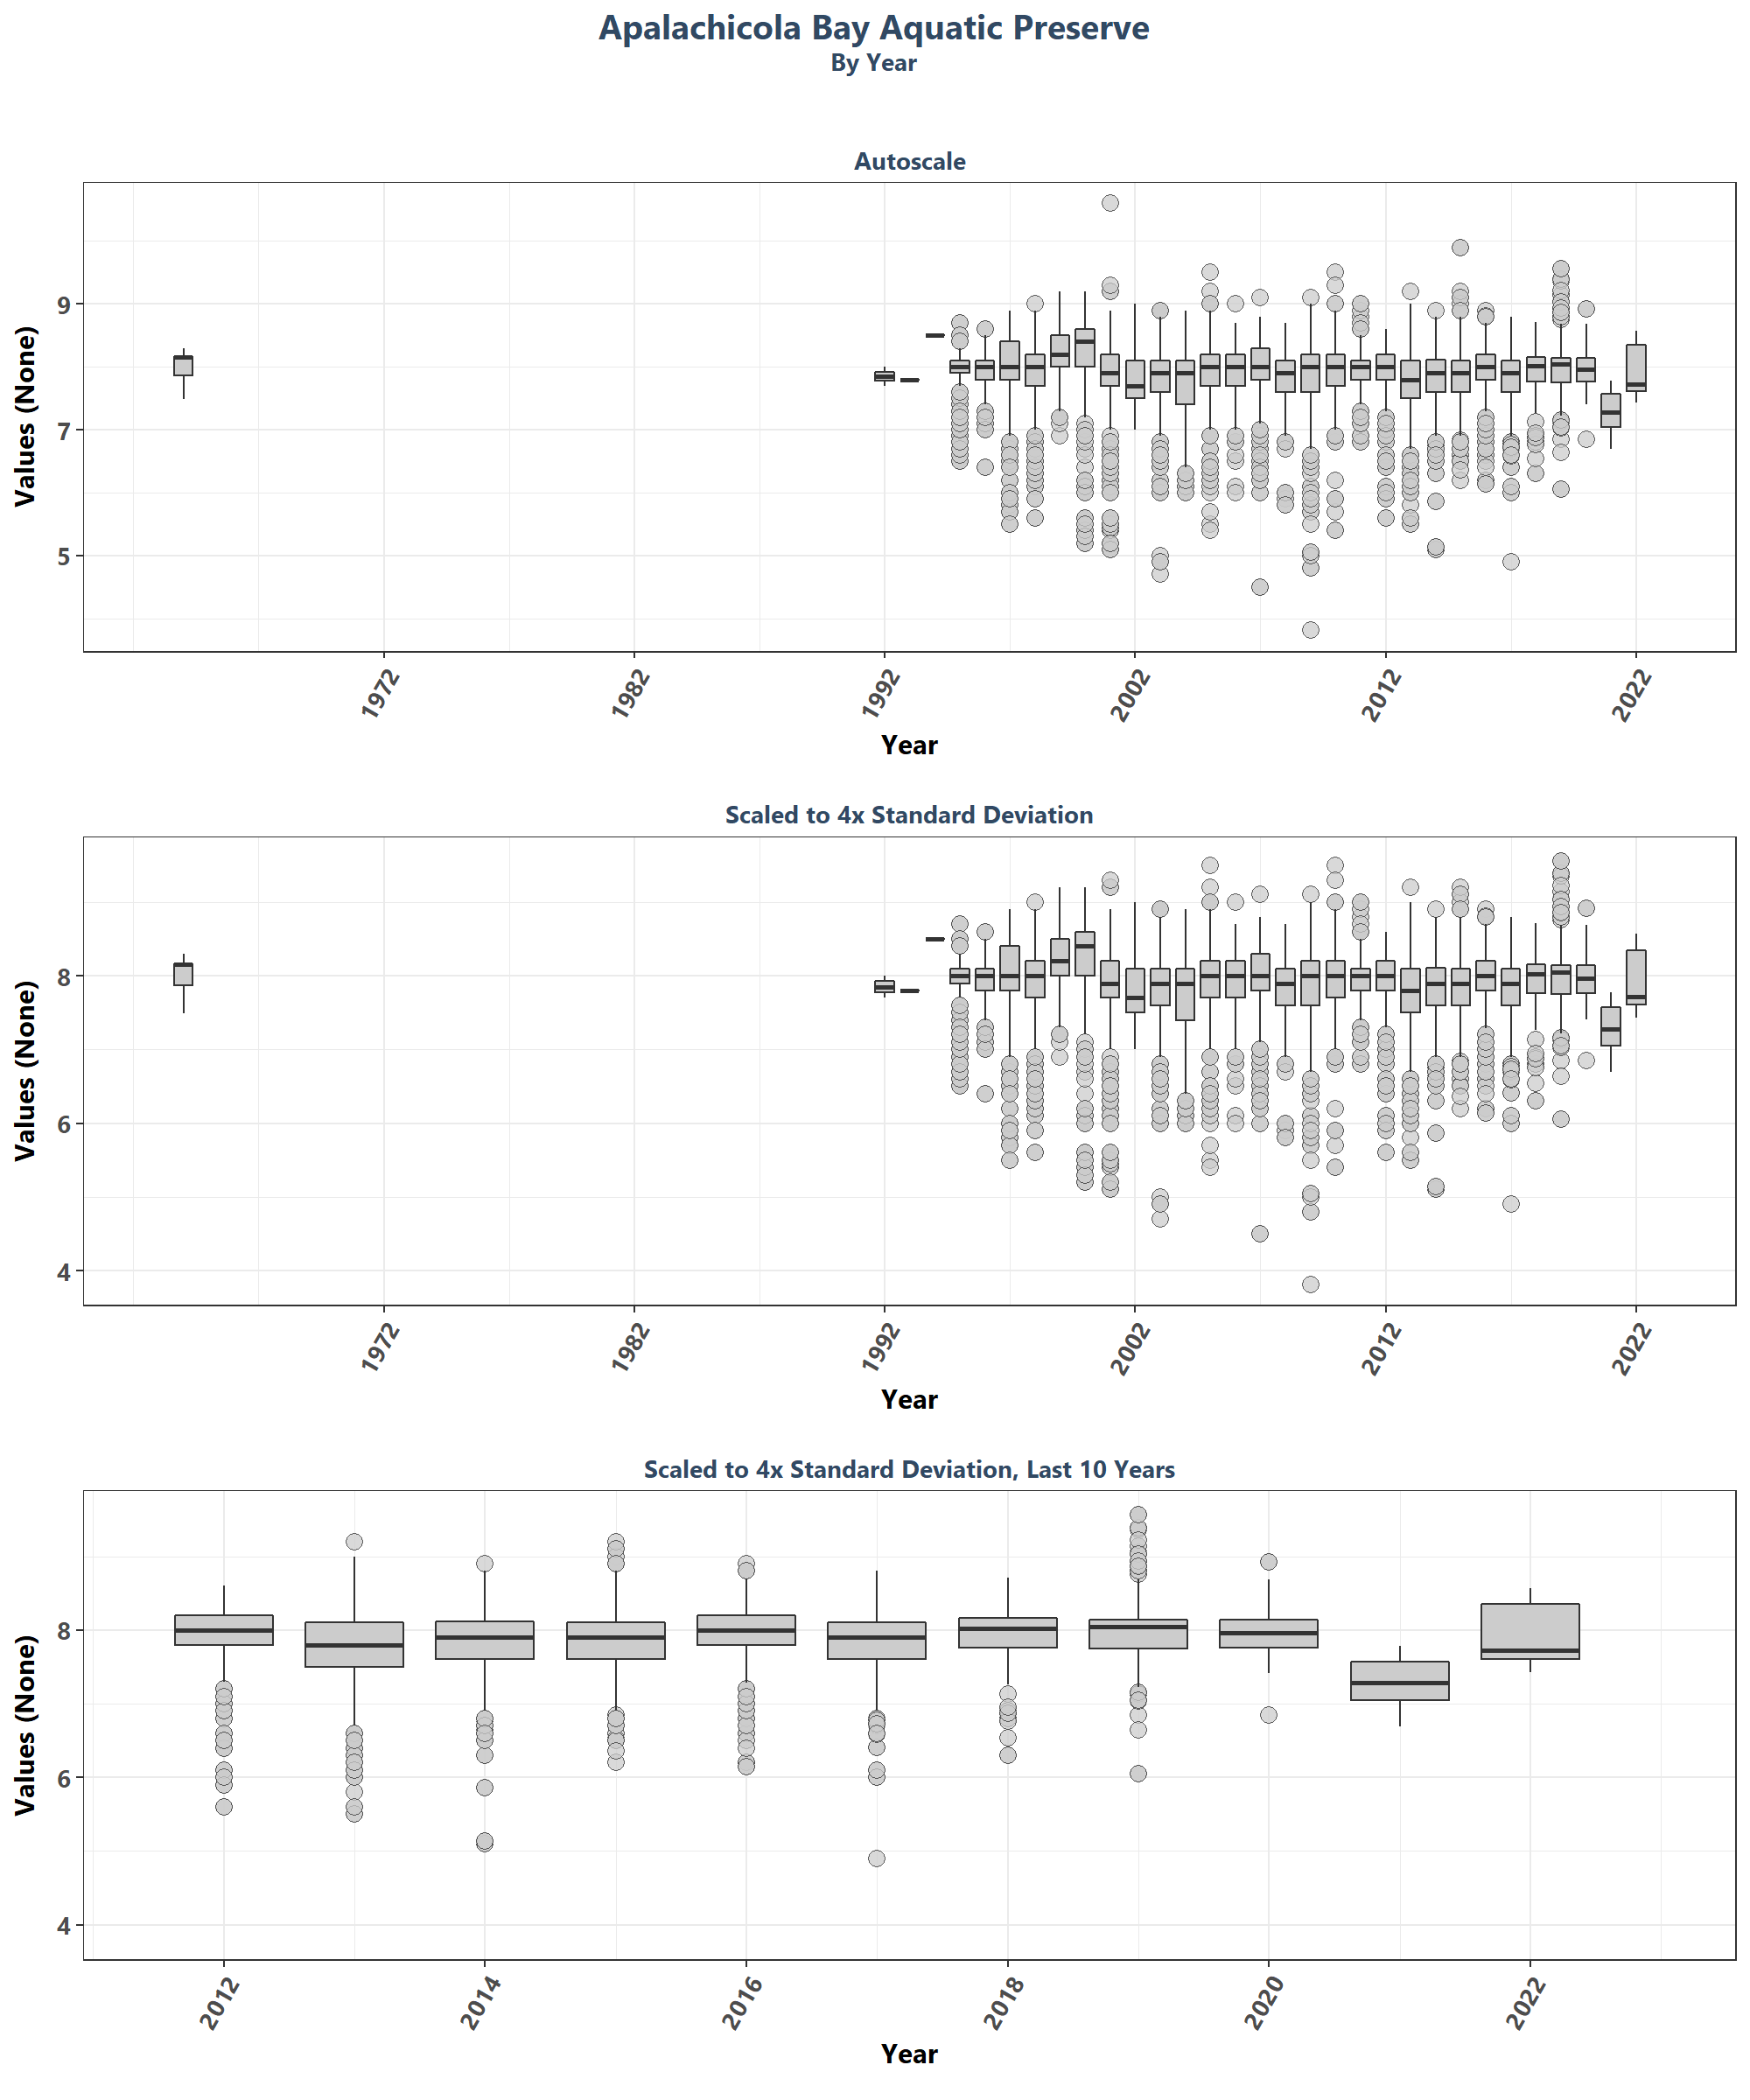 Apalachicola Bay Aquatic Preserve
By Year
Autoscale
Values (None)
9
7
5
1972 1982 1992 2002 2012 2022
Year
Scaled to 4x Standard Deviation
Values (None)
8
6
4
1972 1982 1992 2002 2012 2022
Year
Scaled to 4x Standard Deviation, Last 10 Years
Values (None)
8
6
4
2012 2014 2016 2018 2020 2022
Year